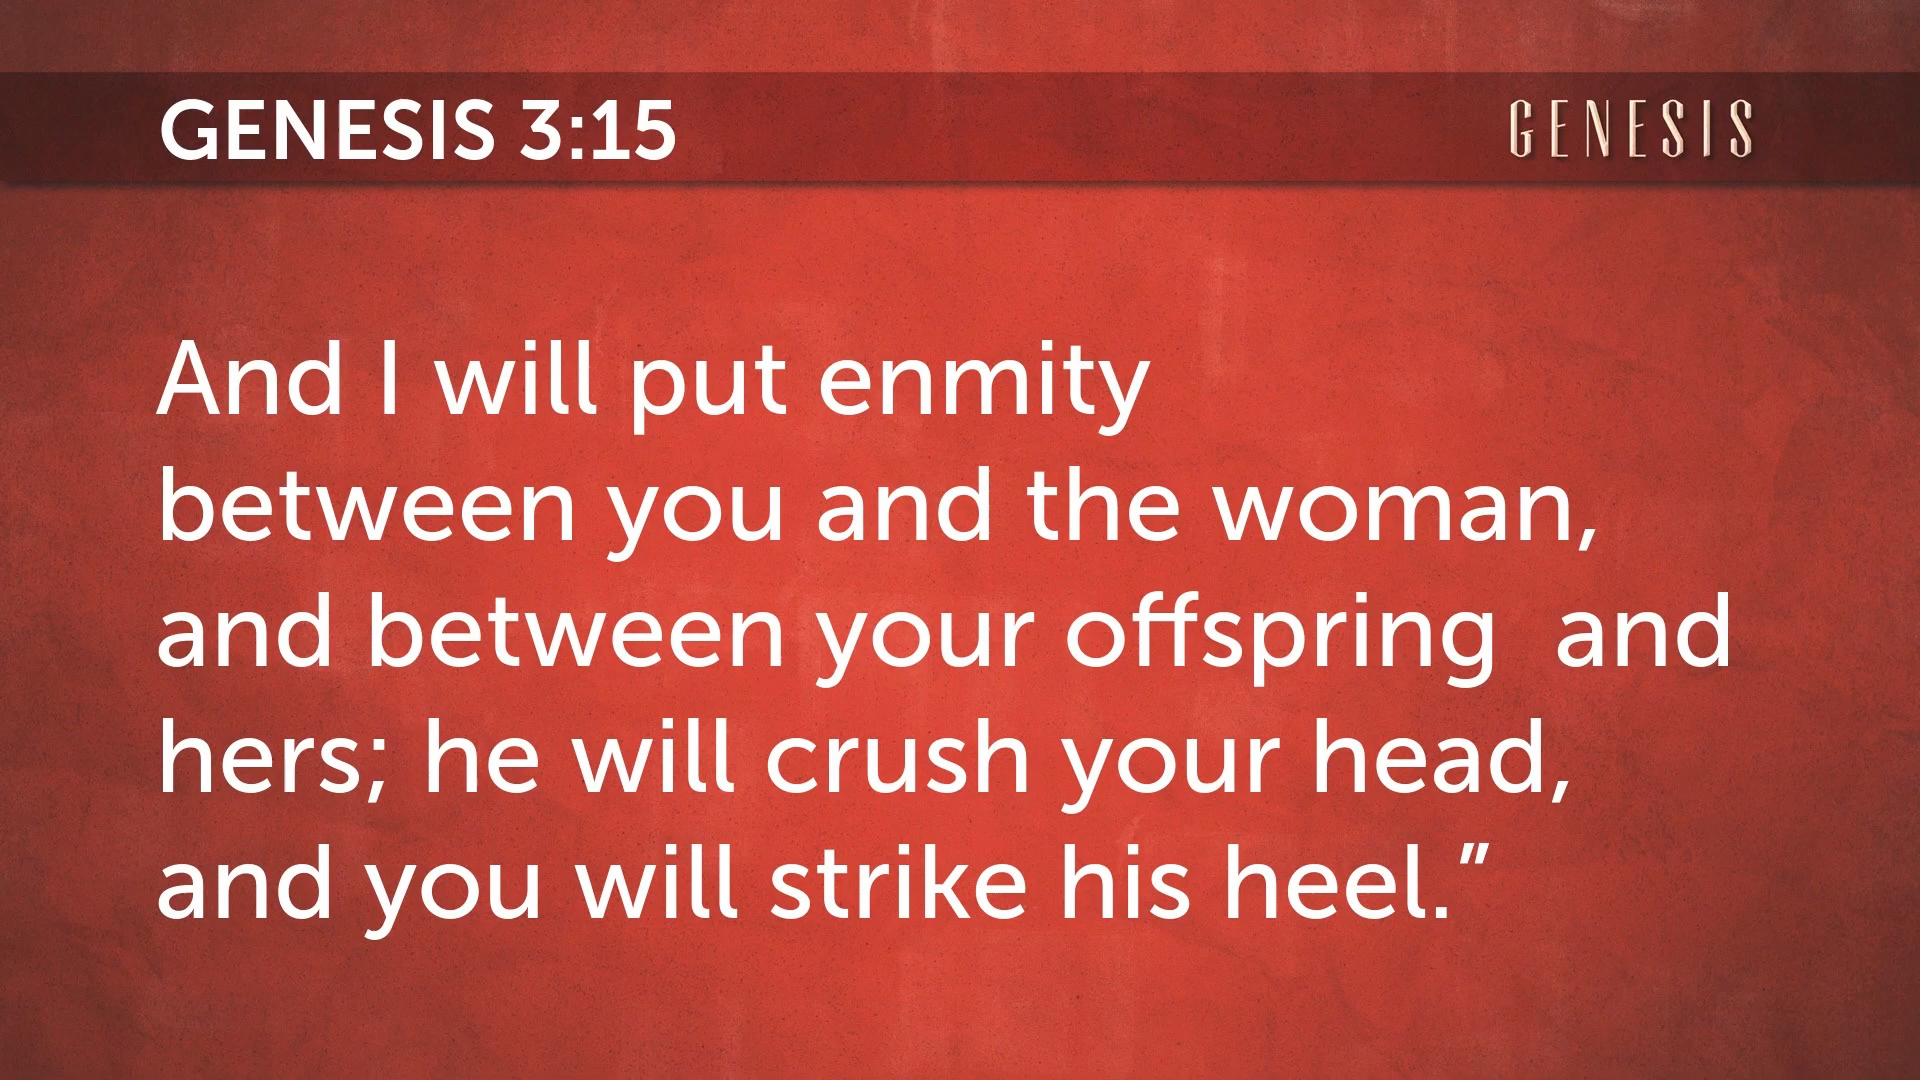 GENESIS 3:15
GENESIS
And I will put enmity
between you and the woman,
and between your offspring  and
hers; he will crush your head,
and you will strike his heel.”